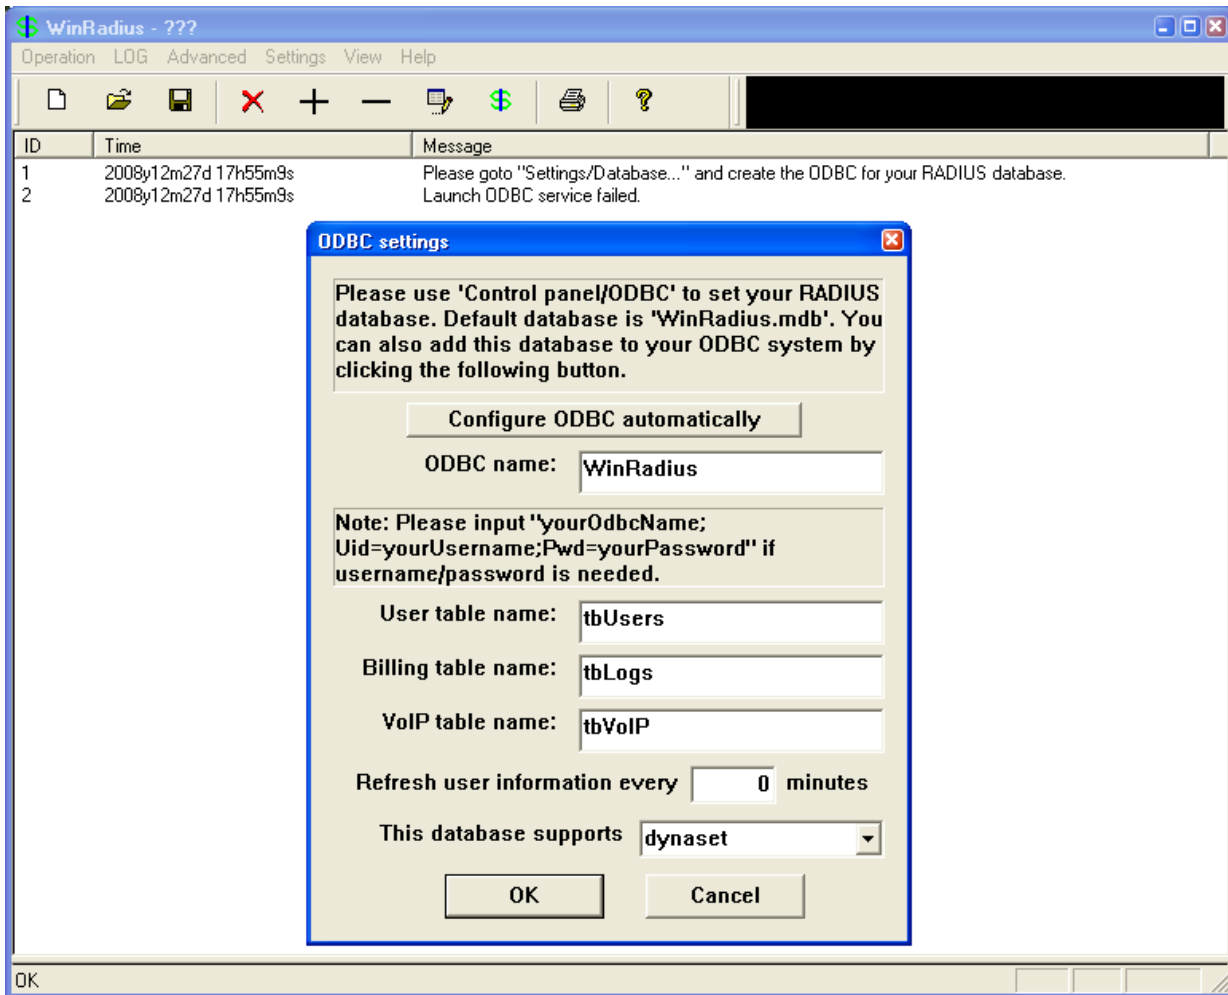 WinRadius - ???
Operation LOG Advanced Settings View Help
ID Time Message
1 2008y12m27d 17h55m9s Please goto "Settings/Database..." and create the ODBC for your RADIUS database.
2 2008y12m27d 17h55m9s Launch ODBC service failed.
ODBC settings
Please use 'Control panel/ODBC' to set your RADIUS
database. Default database is 'WinRadius.mdb'. You
can also add this database to your ODBC system by
clicking the following button.
Configure ODBC automatically
ODBC name: WinRadius
Note: Please input "yourOdbcName;
Uid=yourUsername;Pwd=yourPassword" if
username/password is needed.
User table name: tbUsers
Billing table name: tbLogs
VoIP table name: tbVoIP
Refresh user information every 0 minutes
This database supports dynaset
OK Cancel
OK